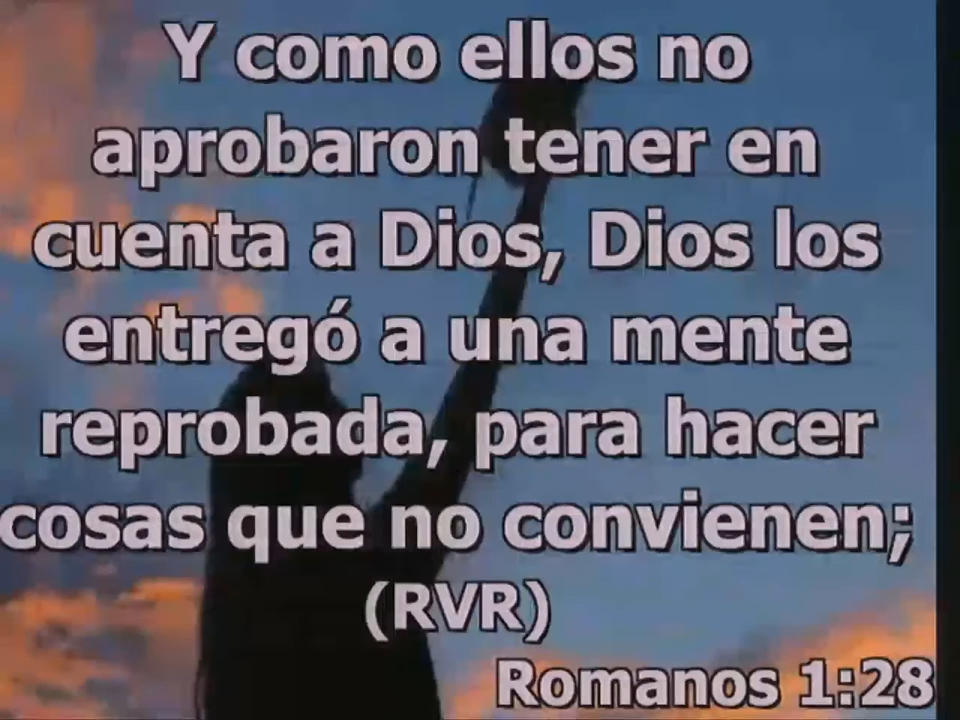 Y como ellos no
aprobaron tener en
cuenta a Dios, Dios los
entregó a una mente
reprobada, para hacer
cosas que no convienen;
(RVR)
Romanos 1:28